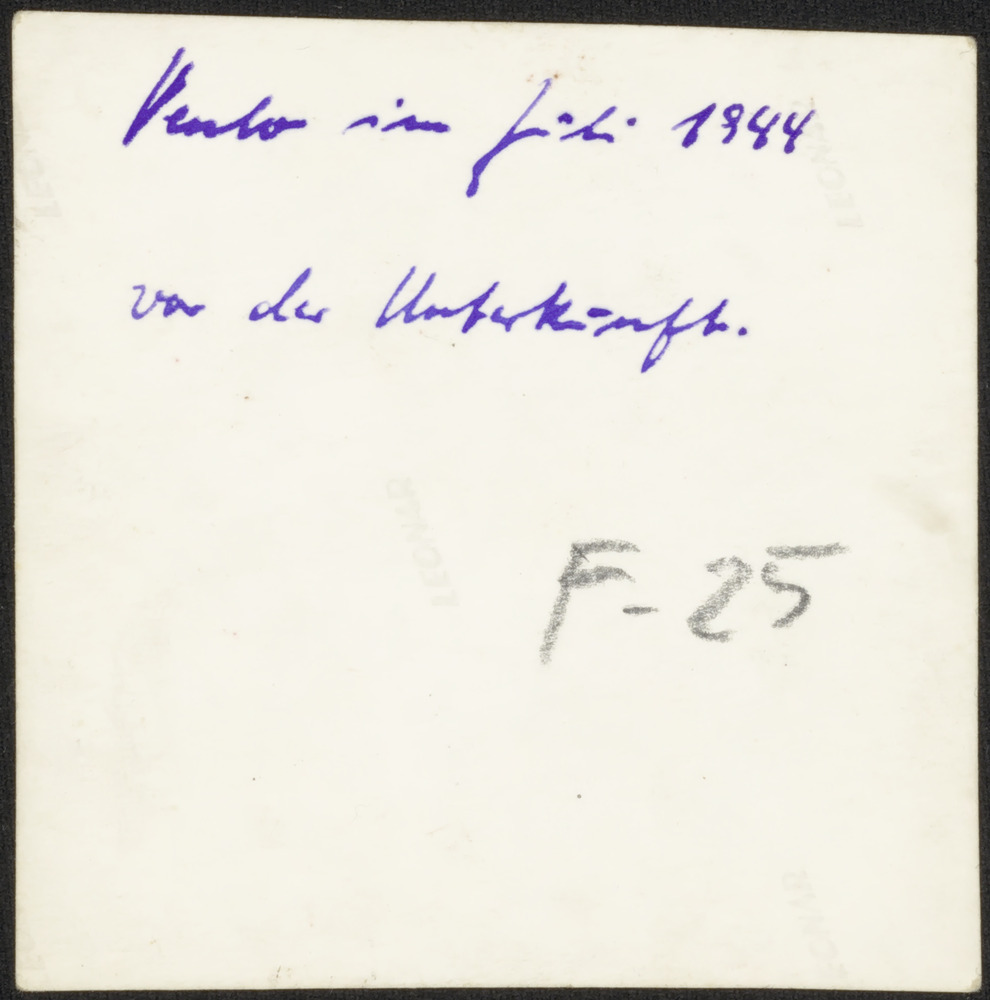 Venlo im Juli 1944
vor der Unterkunft.
F-25